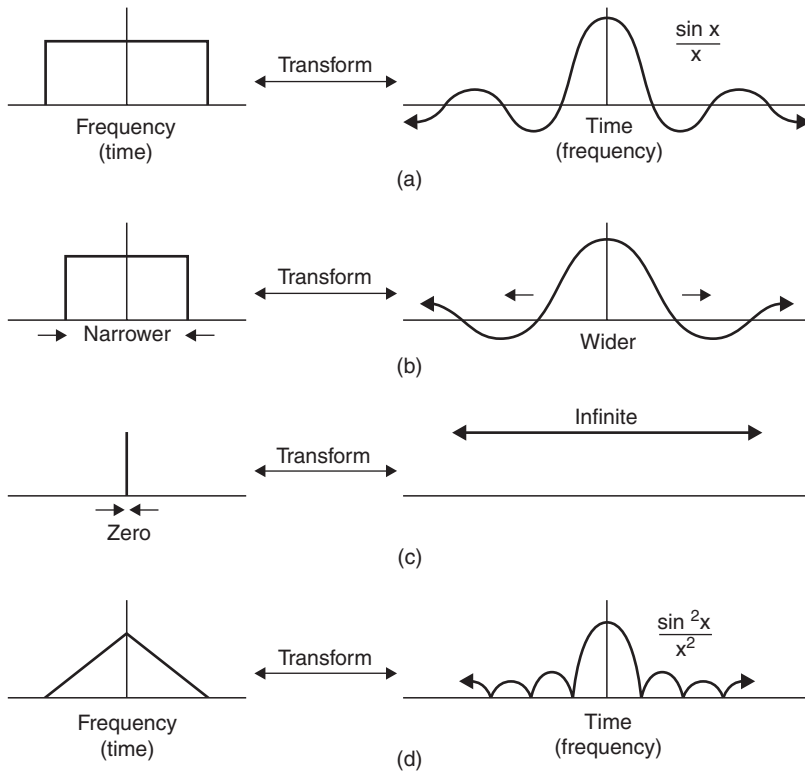 Transform
sin x
x
Frequency
(time)
Time
(frequency)
(a)
Transform
Narrower
Wider
(b)
Infinite
Transform
Zero
(c)
Transform
sin 2x
x2
Frequency
(time)
Time
(frequency)
(d)